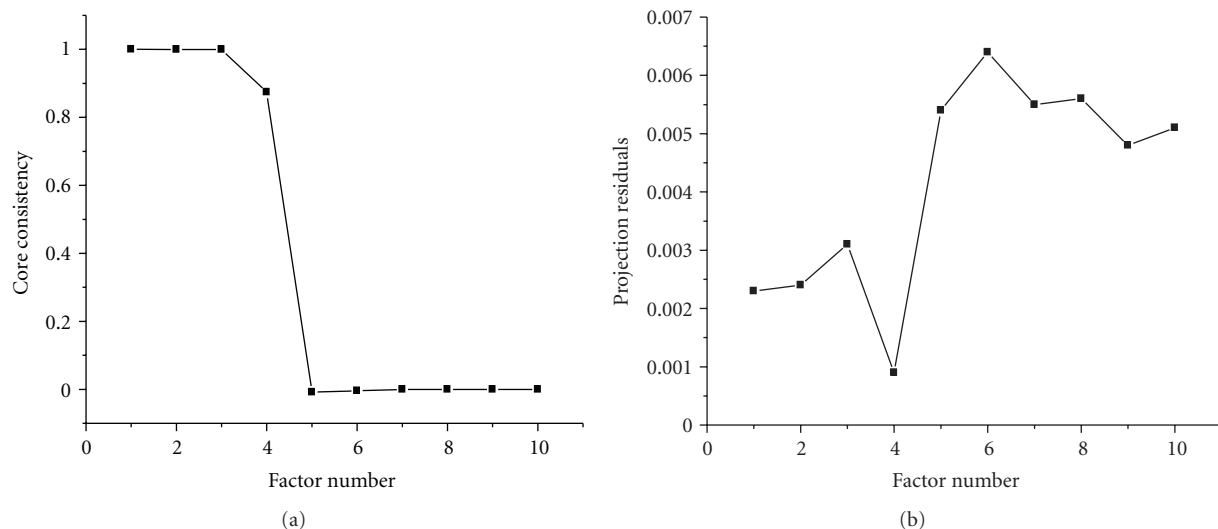 1
0.8
0.6
0.4
0.2
0
Core consistency
0 2 4 6 8 10
Factor number
(a)
0.007
0.006
0.005
0.004
0.003
0.002
0.001
0
Projection residuals
0 2 4 6 8 10
Factor number
(b)